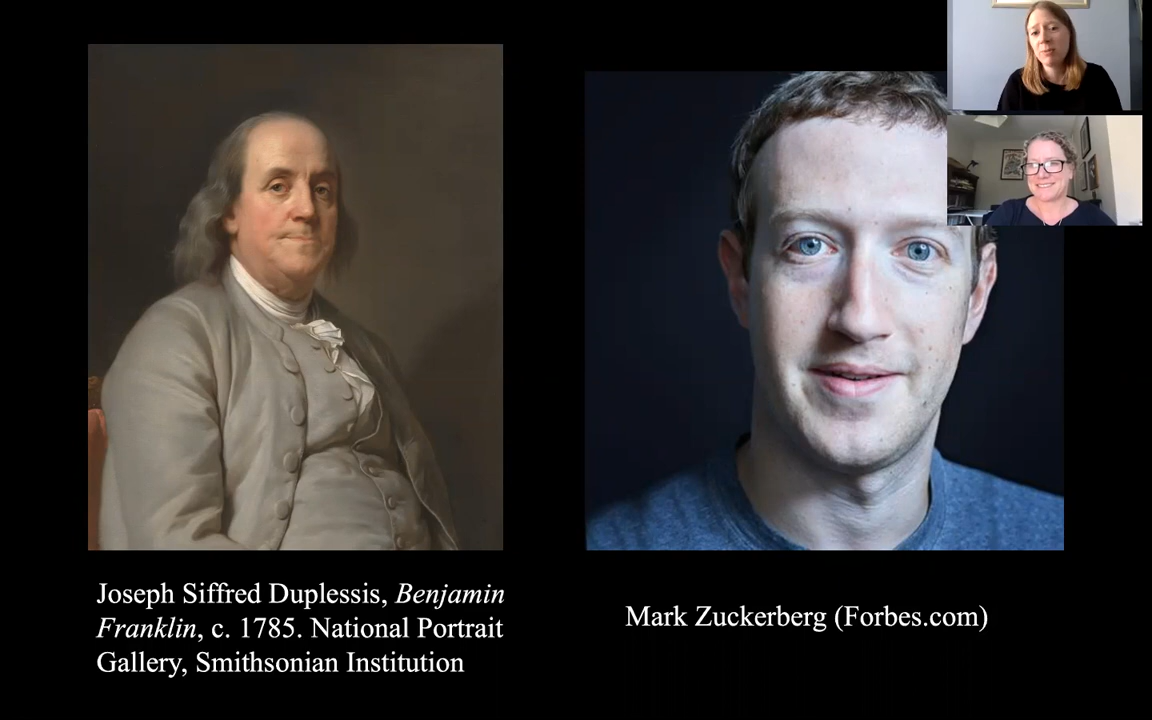 Joseph Siffred Duplessis, Benjamin
Franklin, c. 1785. National Portrait
Gallery, Smithsonian Institution
Mark Zuckerberg (Forbes.com)